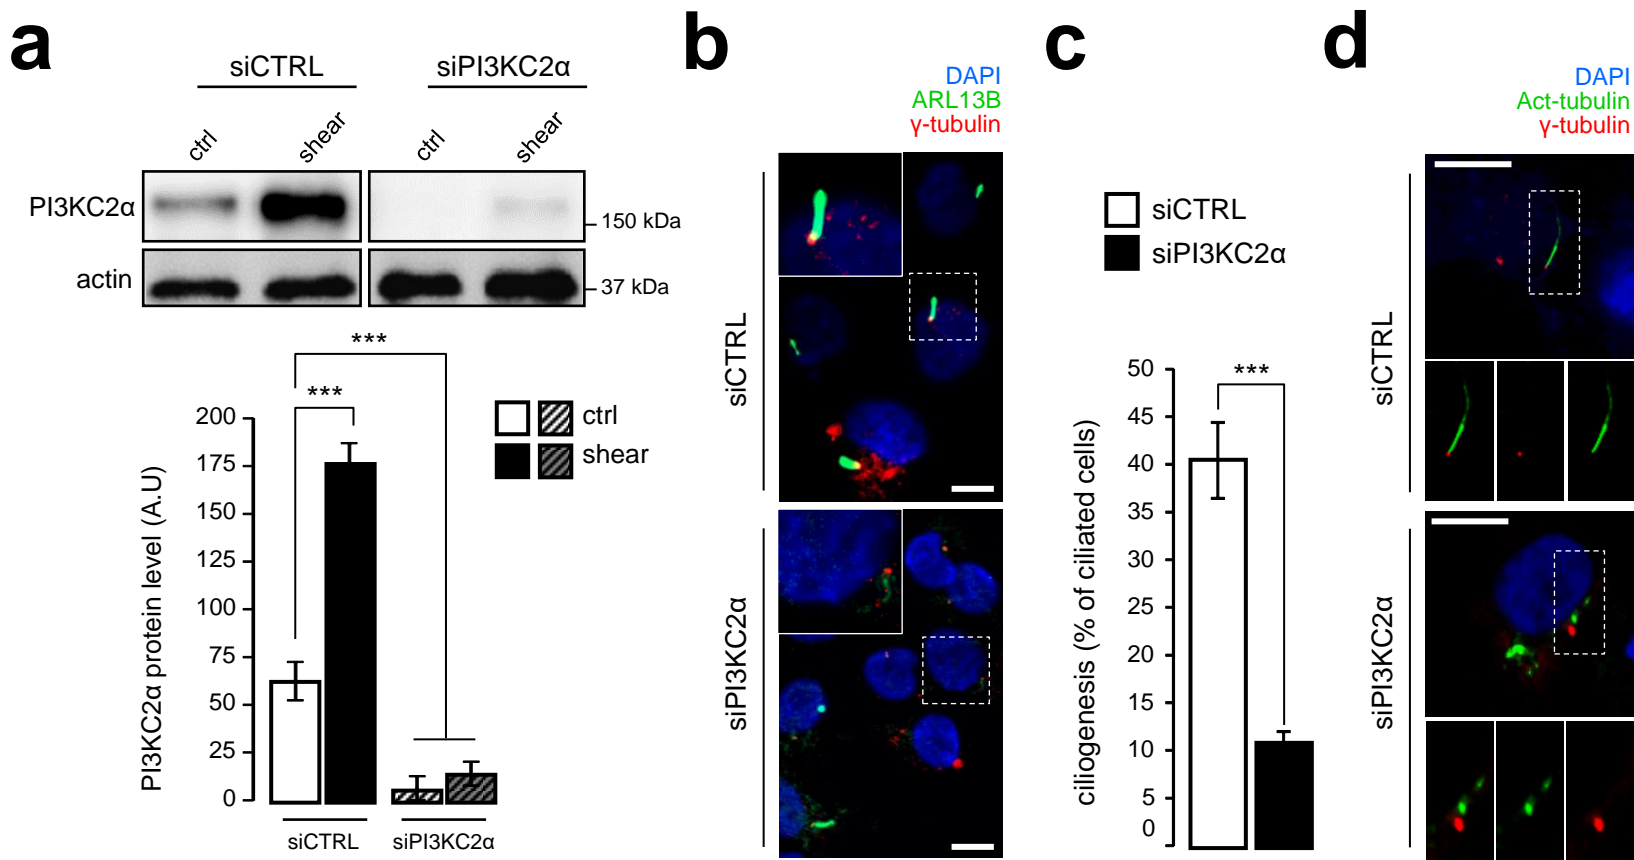 a
siCTRL
siPI3KC2α
ctrl
shear
ctrl
shear
PI3KC2α
150 kDa
actin
37 kDa
***
***
ctrl
shear
PI3KC2α protein level (A.U)
200
175
150
125
100
75
50
25
0
siCTRL
siPI3KC2α
b
DAPI
ARL13B
γ-tubulin
siCTRL
siPI3KC2α
c
siCTRL
siPI3KC2α
***
ciliogenesis (% of ciliated cells)
50
45
40
35
30
25
20
15
10
5
0
d
DAPI
Act-tubulin
γ-tubulin
siCTRL
siPI3KC2α